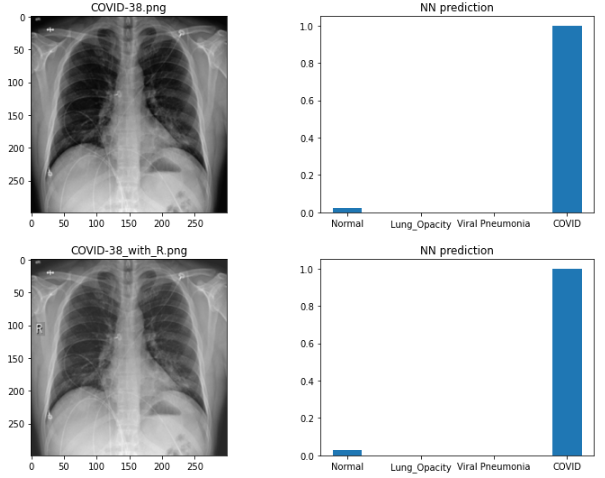 COVID-38.png
NN prediction
0
50
100
150
200
250
0 50 100 150 200 250
1.0
0.8
0.6
0.4
0.2
0.0
Normal Lung_Opacity Viral Pneumonia COVID
COVID-38_with_R.png
NN prediction
0
50
100
150
200
250
R
0 50 100 150 200 250
1.0
0.8
0.6
0.4
0.2
0.0
Normal Lung_Opacity Viral Pneumonia COVID